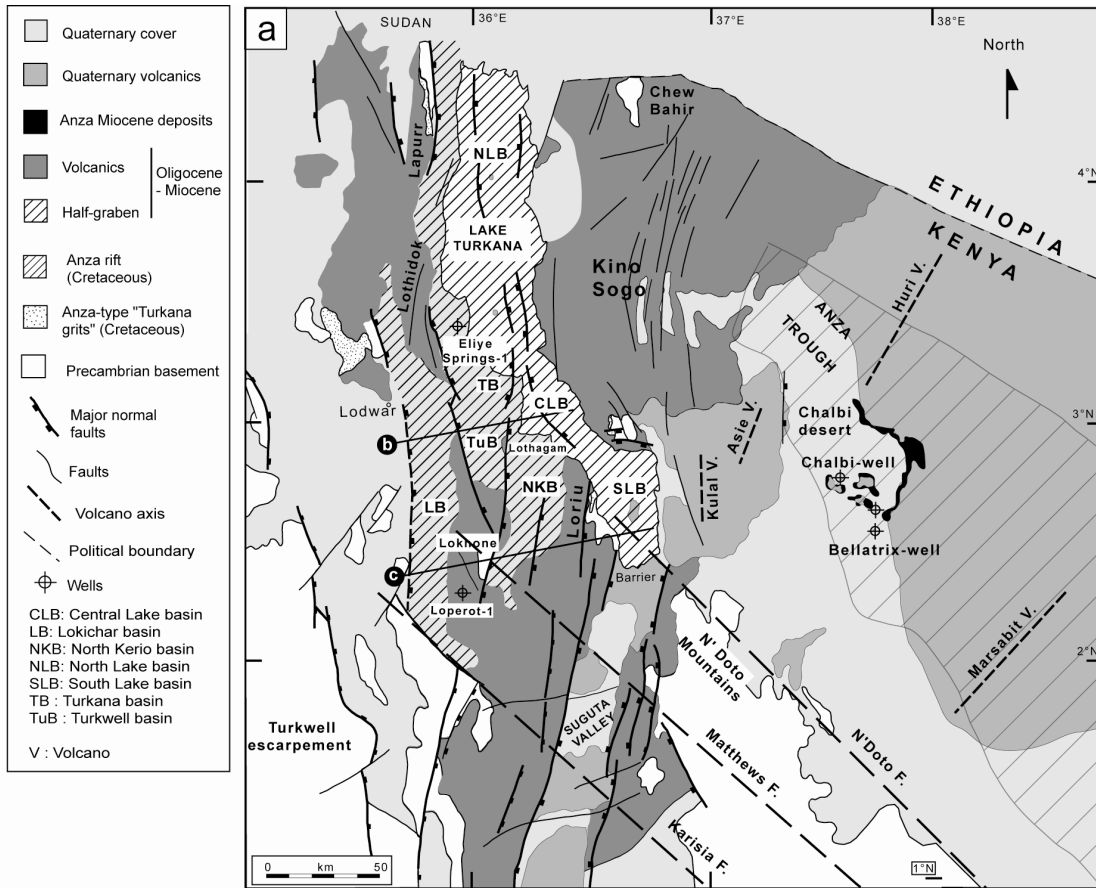 Quaternary cover
Quaternary volcanics
Anza Miocene deposits
Volcanics
Oligocene
- Miocene
Half-graben
Anza rift
(Cretaceous)
Anza-type "Turkana
grits" (Cretaceous)
Precambrian basement
Major normal
faults
Faults
Volcano axis
Political boundary
Wells
CLB: Central Lake basin
LB: Lokichar basin
NKB: North Kerio basin
NLB: North Lake basin
SLB: South Lake basin
TB : Turkana basin
TuB : Turkwell basin
V : Volcano
a
SUDAN
36°E
37°E
38°E
North
Chew
Bahir
Lapurr
NLB
4°N
ETHIOPIA
KENYA
LAKE
TURKANA
Lothidok
Kino
Sogo
Huri V.
ANZA
TROUGH
Eliye
Springs-1
TB
Lodwar
CLB
3°N
b
TuB
Lothagam
Asie V.
Chalbi
desert
Chalbi-well
Kulal V.
LB
NKB
Loriu
SLB
Lokhone
Bellatrix-well
c
Barrier
Loperot-1
Marsabit V.
N' Doto
Mountains
2°N
SUGUTA
VALLEY
Turkwell
escarpment
N'Doto F.
Matthews F.
Karisia F.
0 km 50
1°N